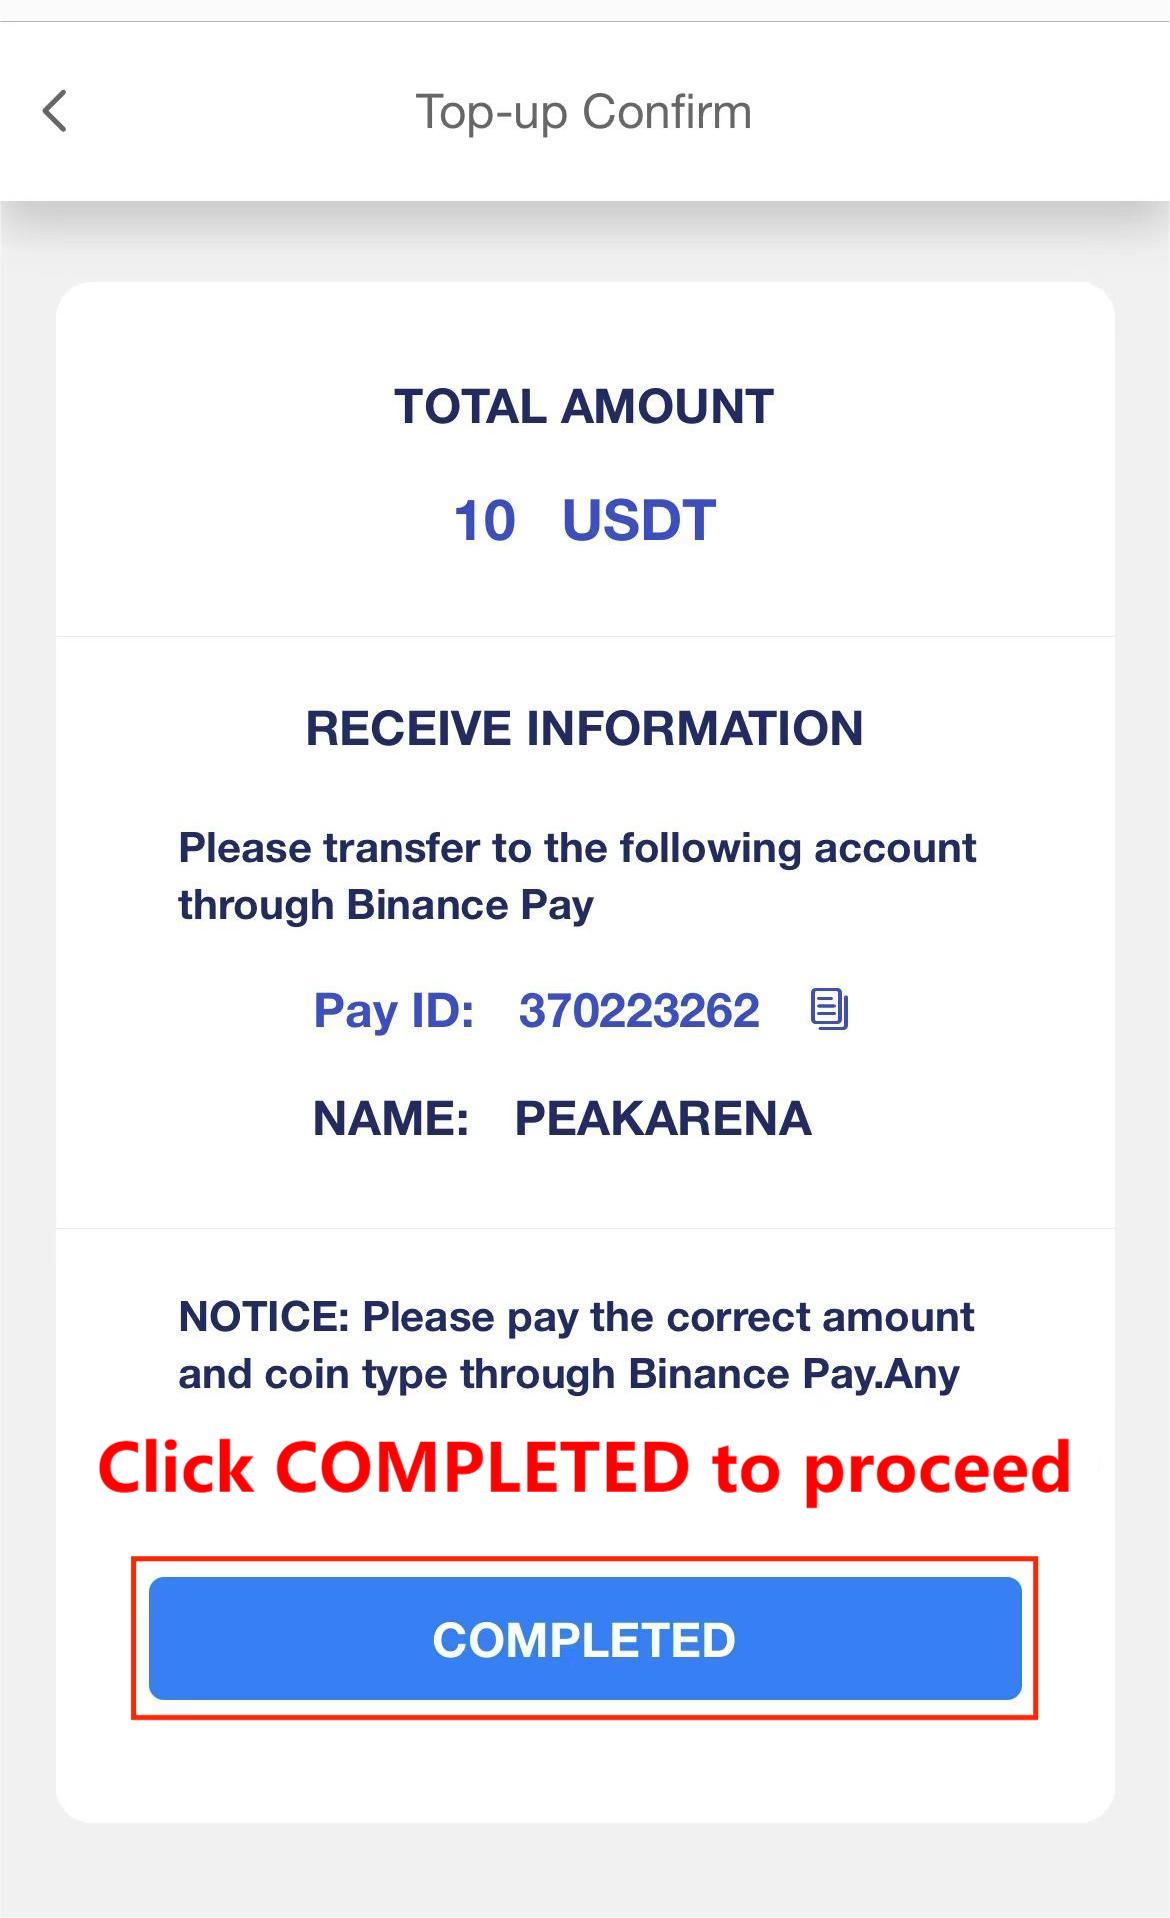 Top-up Confirm
TOTAL AMOUNT
10 USDT
RECEIVE INFORMATION
Please transfer to the following account
through Binance Pay
Pay ID: 370223262
NAME: PEAKARENA
NOTICE: Please pay the correct amount
and coin type through Binance Pay.Any
Click COMPLETED to proceed
COMPLETED